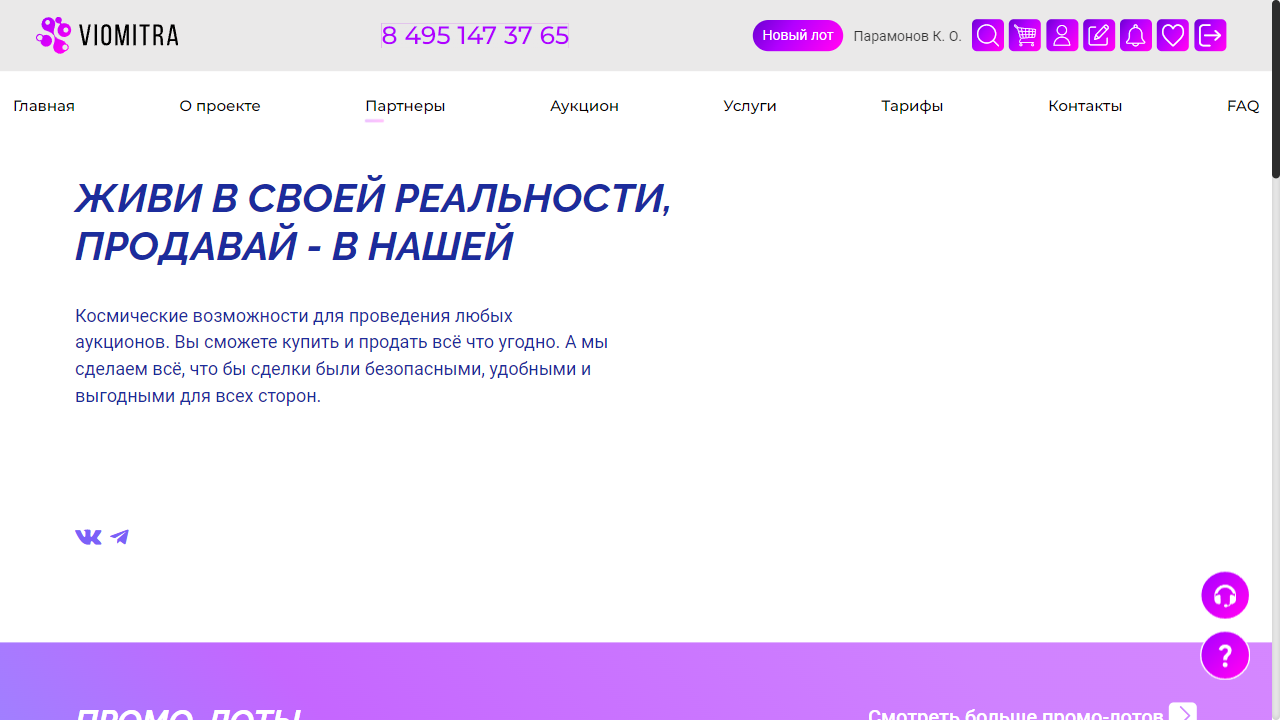 VIOMITRA
8 495 147 37 65
Новый лот
Парамонов К. О.
Главная
О проекте
Партнеры
Аукцион
Услуги
Тарифы
Контакты
FAQ
ЖИВИ В СВОЕЙ РЕАЛЬНОСТИ,
ПРОДАВАЙ - В НАШЕЙ
Космические возможности для проведения любых
аукционов. Вы сможете купить и продать всё что угодно. А мы
сделаем всё, что бы сделки были безопасными, удобными и
выгодными для всех сторон.
?
ПРОМО-ЛОТЫ
Смотреть больше промо-лотов